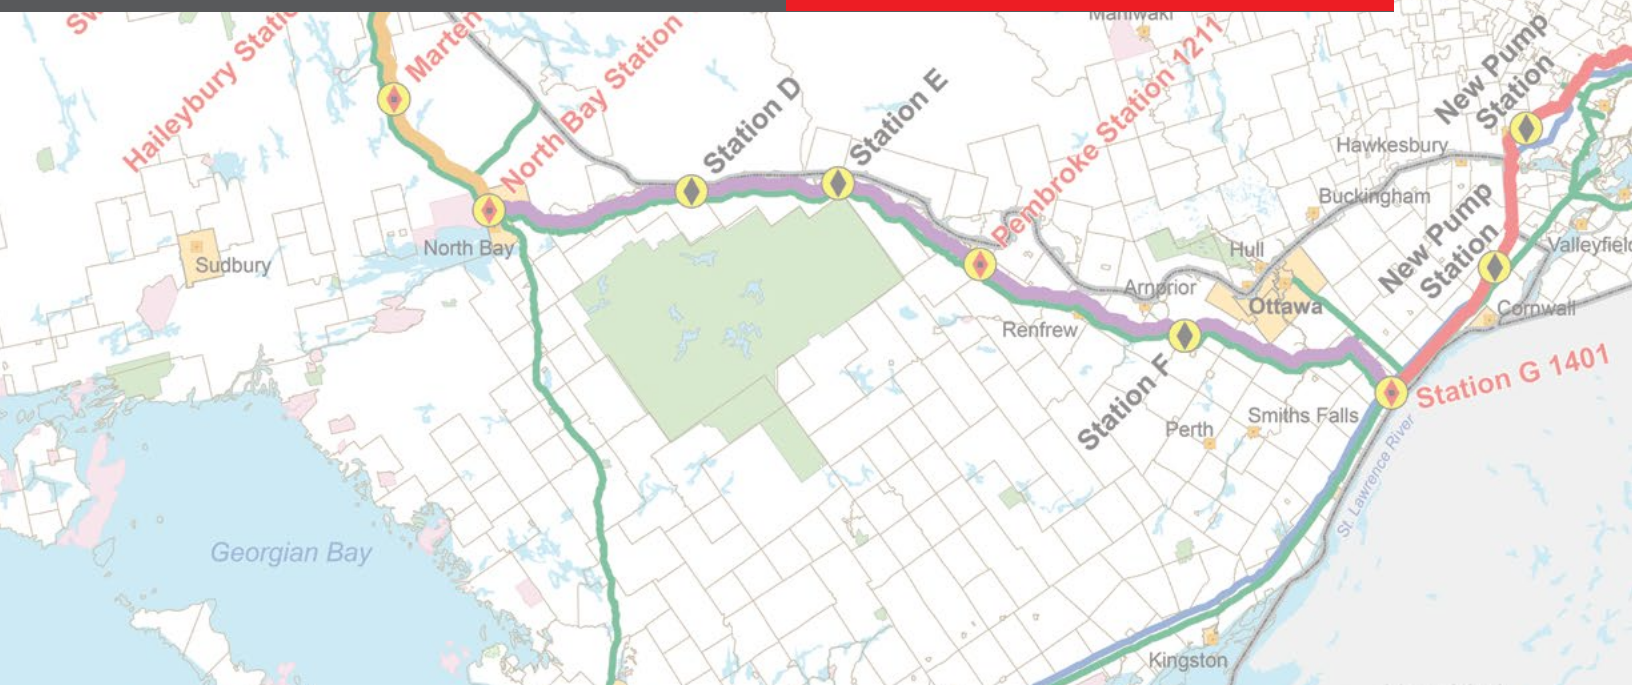 Maniwaki
Marten
Haileybury
North Bay Station
Station D
Station E
Pembroke Station 1211
New Pump
Station
Hawkesbury
Buckingham
New Pump
Station
Valleyfield
Hull
North Bay
Sudbury
Arnprior
Ottawa
Cornwall
Renfrew
Station G 1401
Station F
Smiths Falls
Perth
St. Lawrence River
Georgian Bay
Kingston